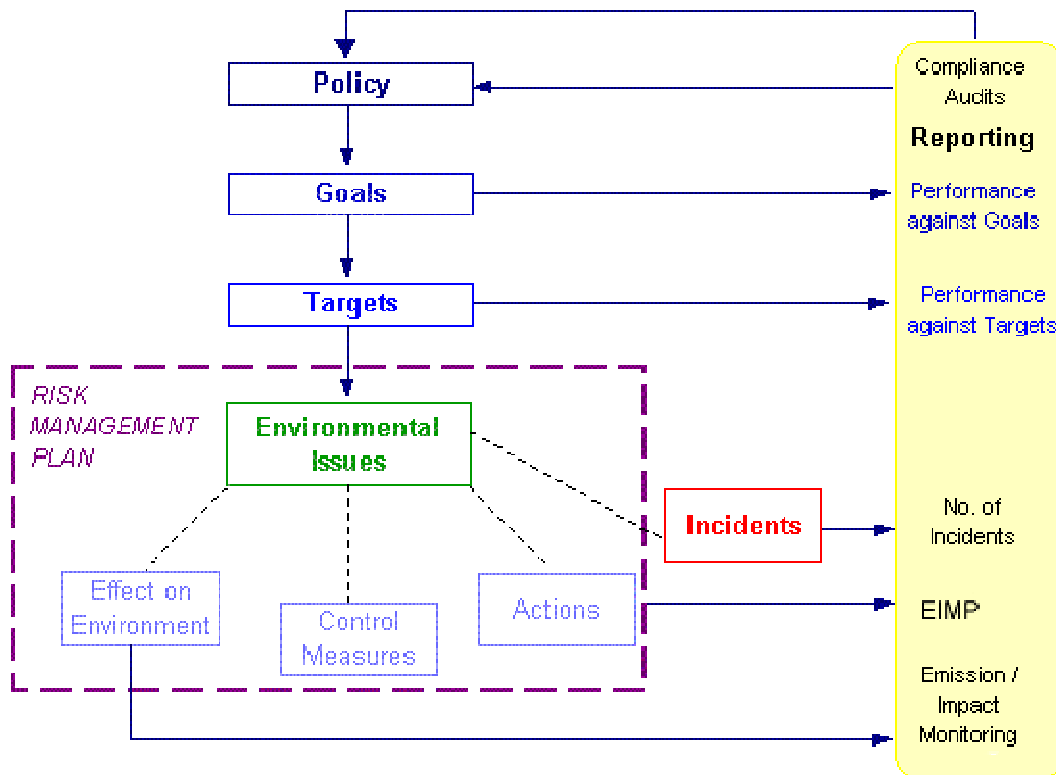 Policy
Goals
Targets
RISK
MANAGEMENT
PLAN
Environmental
Issues
Effect on
Environment
Control
Measures
Actions
Incidents
Compliance
Audits
Reporting
Performance
against Goals
Performance
against Targets
No. of
Incidents
EIMP
Emission /
Impact
Monitoring